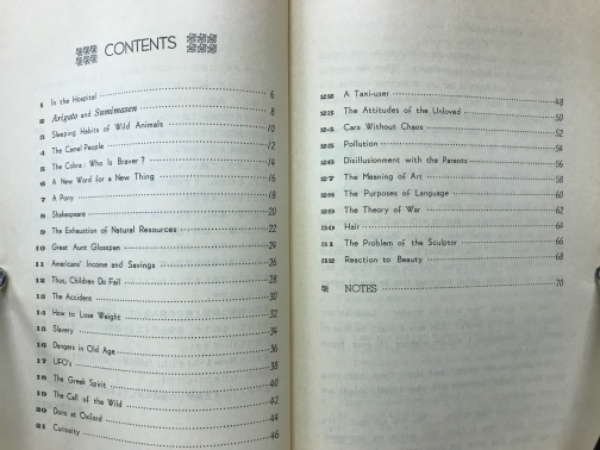 CONTENTS
1 In the Hospital 6
2 Arigato and Sumimasen 8
3 Sleeping Habits of Wild Animals 10
4 The Canal People 12
5 The Cobra: Who Is Braver? 14
6 A New Word for a New Thing 16
7 A Pony 18
8 Shakespeare 20
9 The Exhaustion of Natural Resources 22
10 Great Aunt Glosspan 24
11 Americans' Income and Savings 26
12 Thus, Children Do Fail 28
13 The Accident 30
14 How to Lose Weight 32
15 Slavery 34
16 Dangers in Old Age 36
17 UFO's 38
18 The Greek Spirit 40
19 The Call of the Wild 42
20 Dons at Oxford 44
21 Curiosity 46
22 A Taxi-user 48
23 The Attitudes of the Unloved 50
24 Cars Without Chaos 52
25 Pollution 54
26 Disillusionment with the Parents 56
27 The Meaning of Art 58
28 The Purposes of Language 60
29 The Theory of War 62
30 Hair 64
31 The Problem of the Sculptor 66
32 Reaction to Beauty 68
NOTES 70